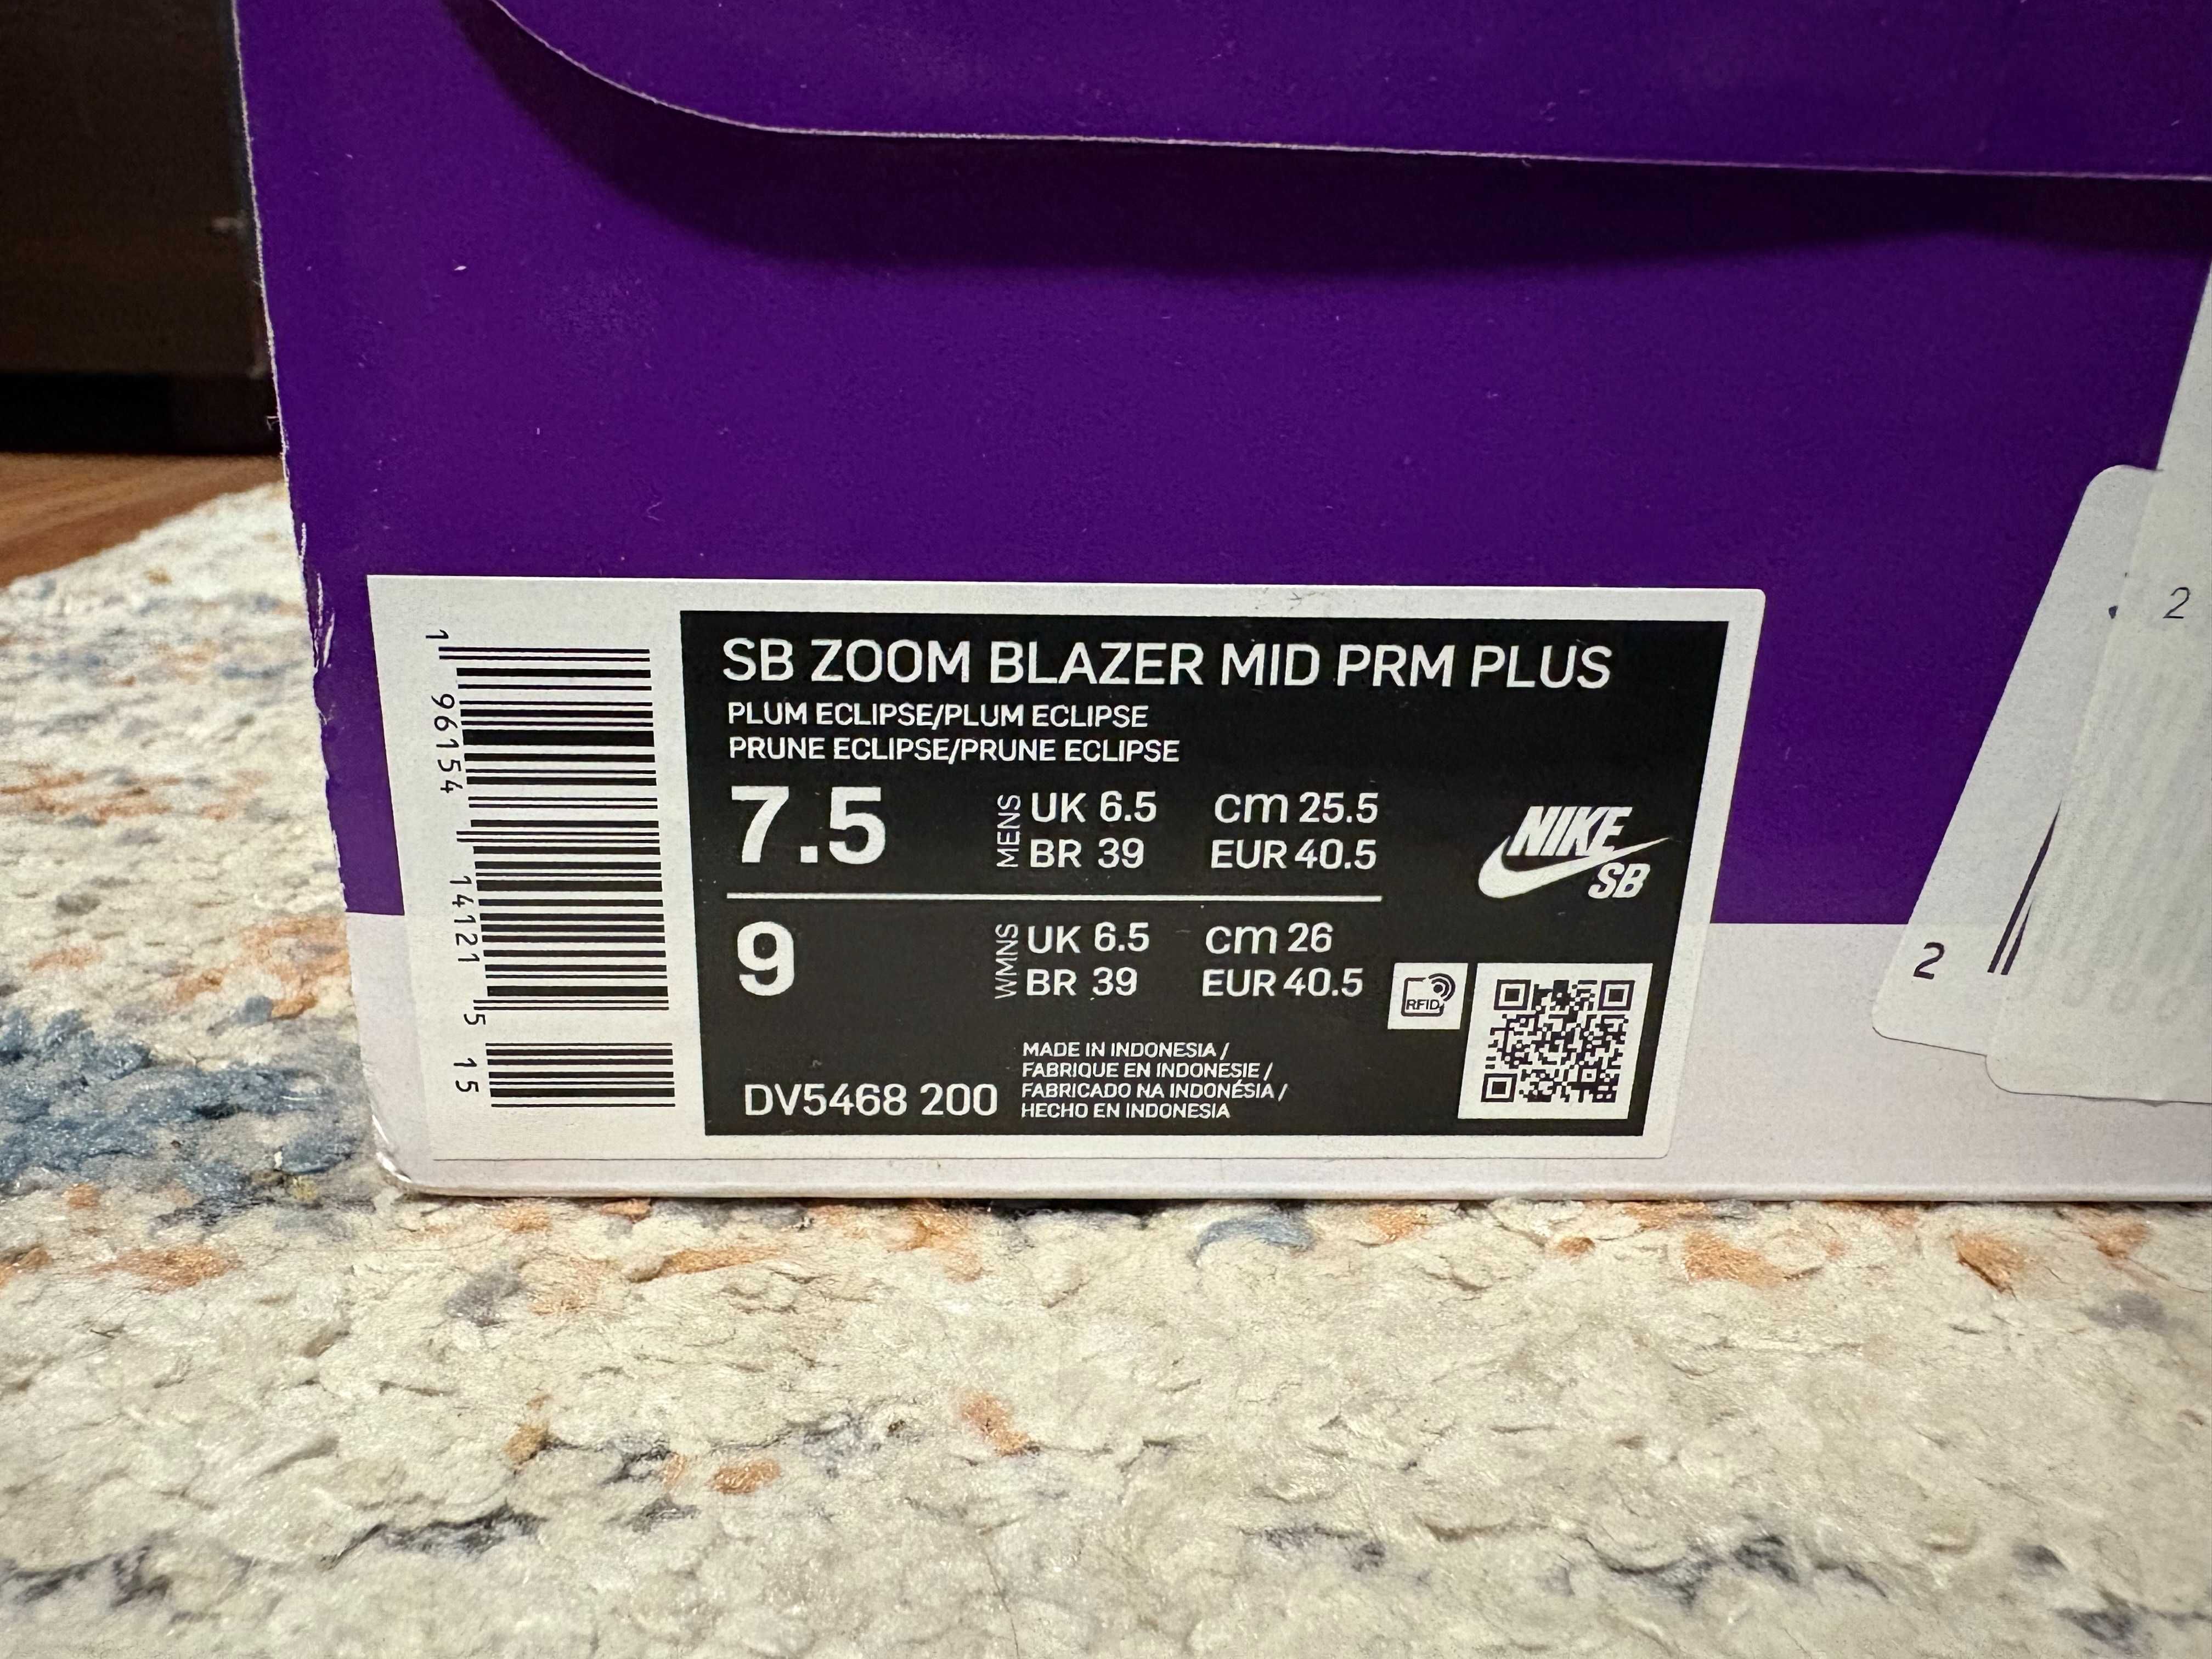 SB ZOOM BLAZER MID PRM PLUS
PLUM ECLIPSE/PLUM ECLIPSE
PRUNE ECLIPSE/PRUNE ECLIPSE
7.5 MENS UK 6.5 cm 25.5
BR 39 EUR 40.5
9 WMNS UK 6.5 cm 26
BR 39 EUR 40.5
NIKE
SB
RFID
DV5468 200
MADE IN INDONESIA /
FABRIQUE EN INDONESIE /
FABRICADO NA INDONÉSIA /
HECHO EN INDONESIA
1 96154 14121 5 15
2
2